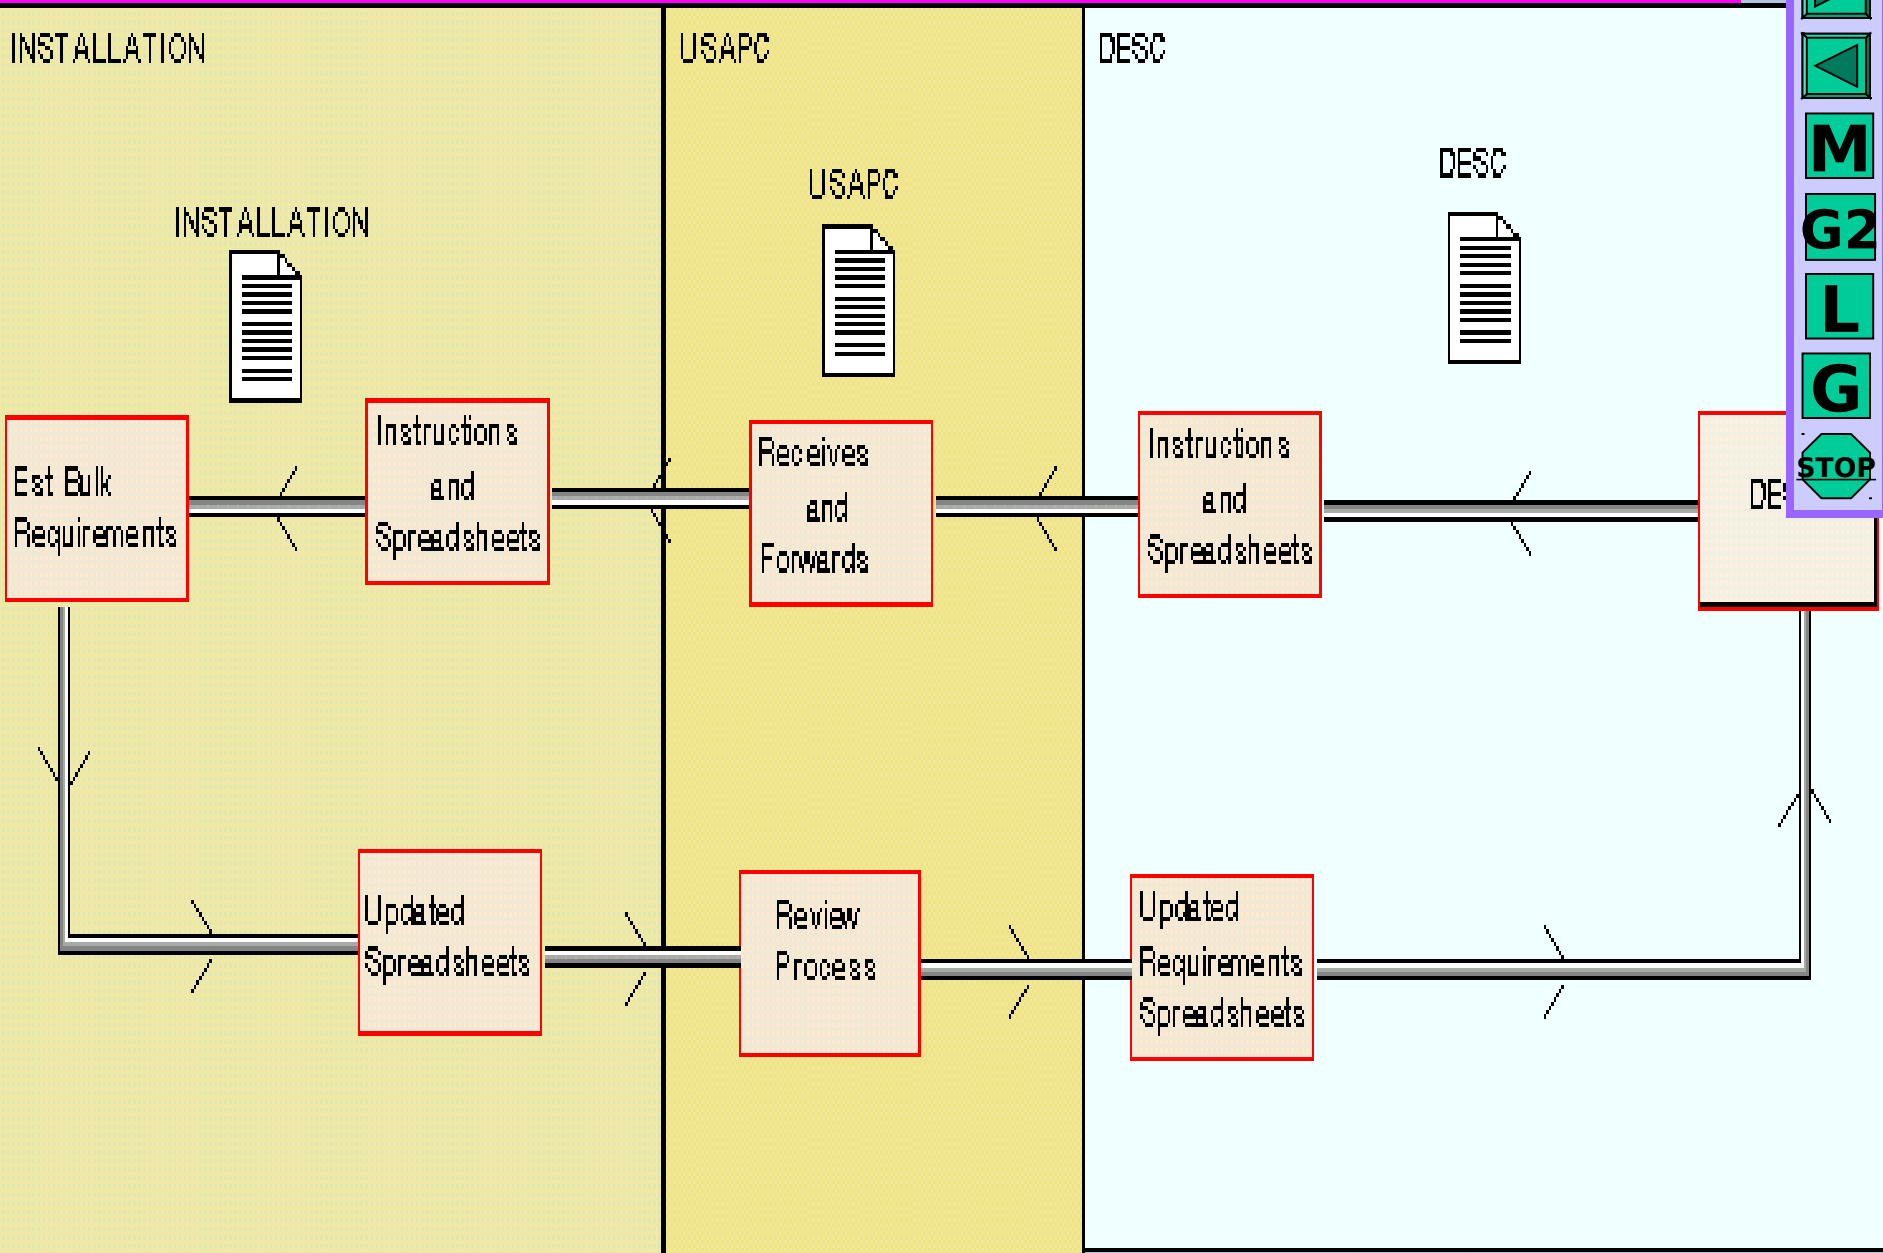 INSTALLATION
USAPC
DESC
INSTALLATION
USAPC
DESC
Est Bulk
Requirements
Instructions
and
Spreadsheets
Receives
and
Forwards
Instructions
and
Spreadsheets
Updated
Spreadsheets
Review
Process
Updated
Requirements
Spreadsheets
M
G2
L
G
STOP